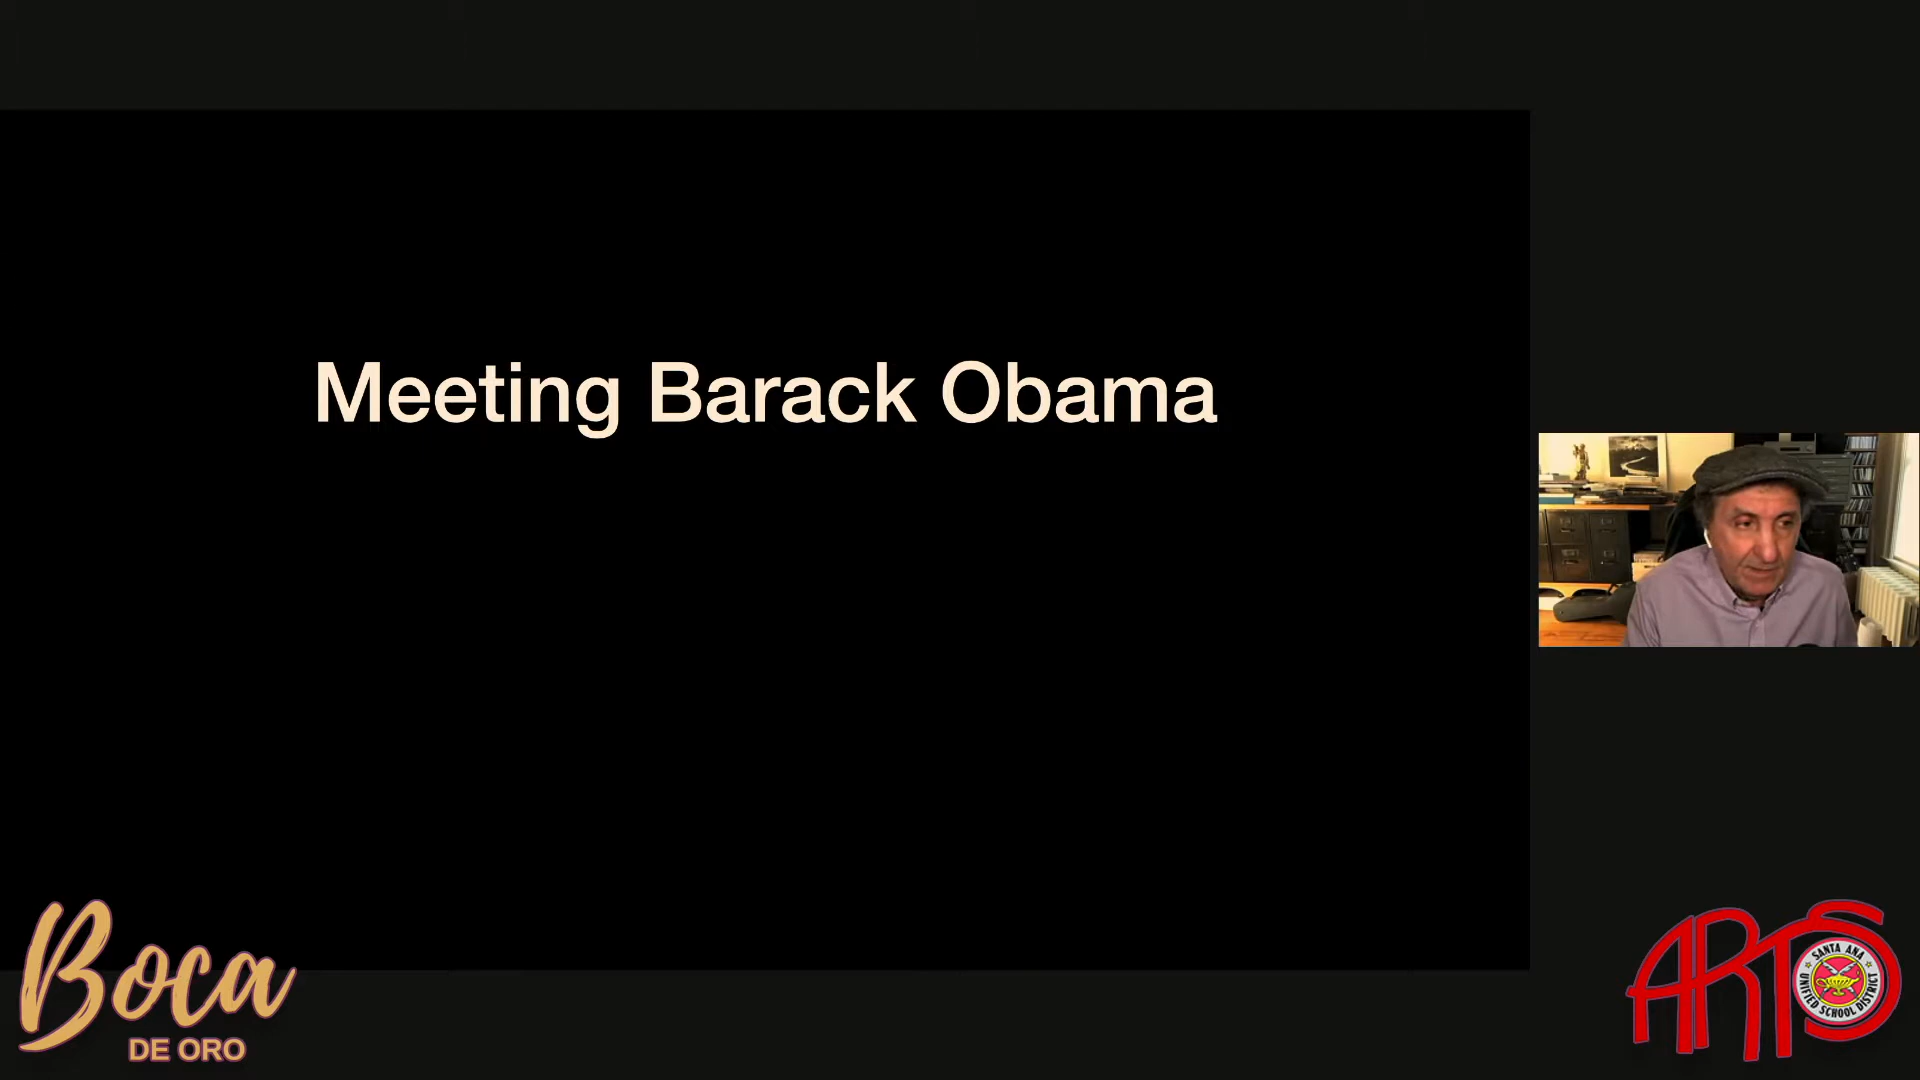 Meeting Barack Obama
Boca
DE ORO
ARTS
SANTA ANA
UNIFIED SCHOOL DISTRICT